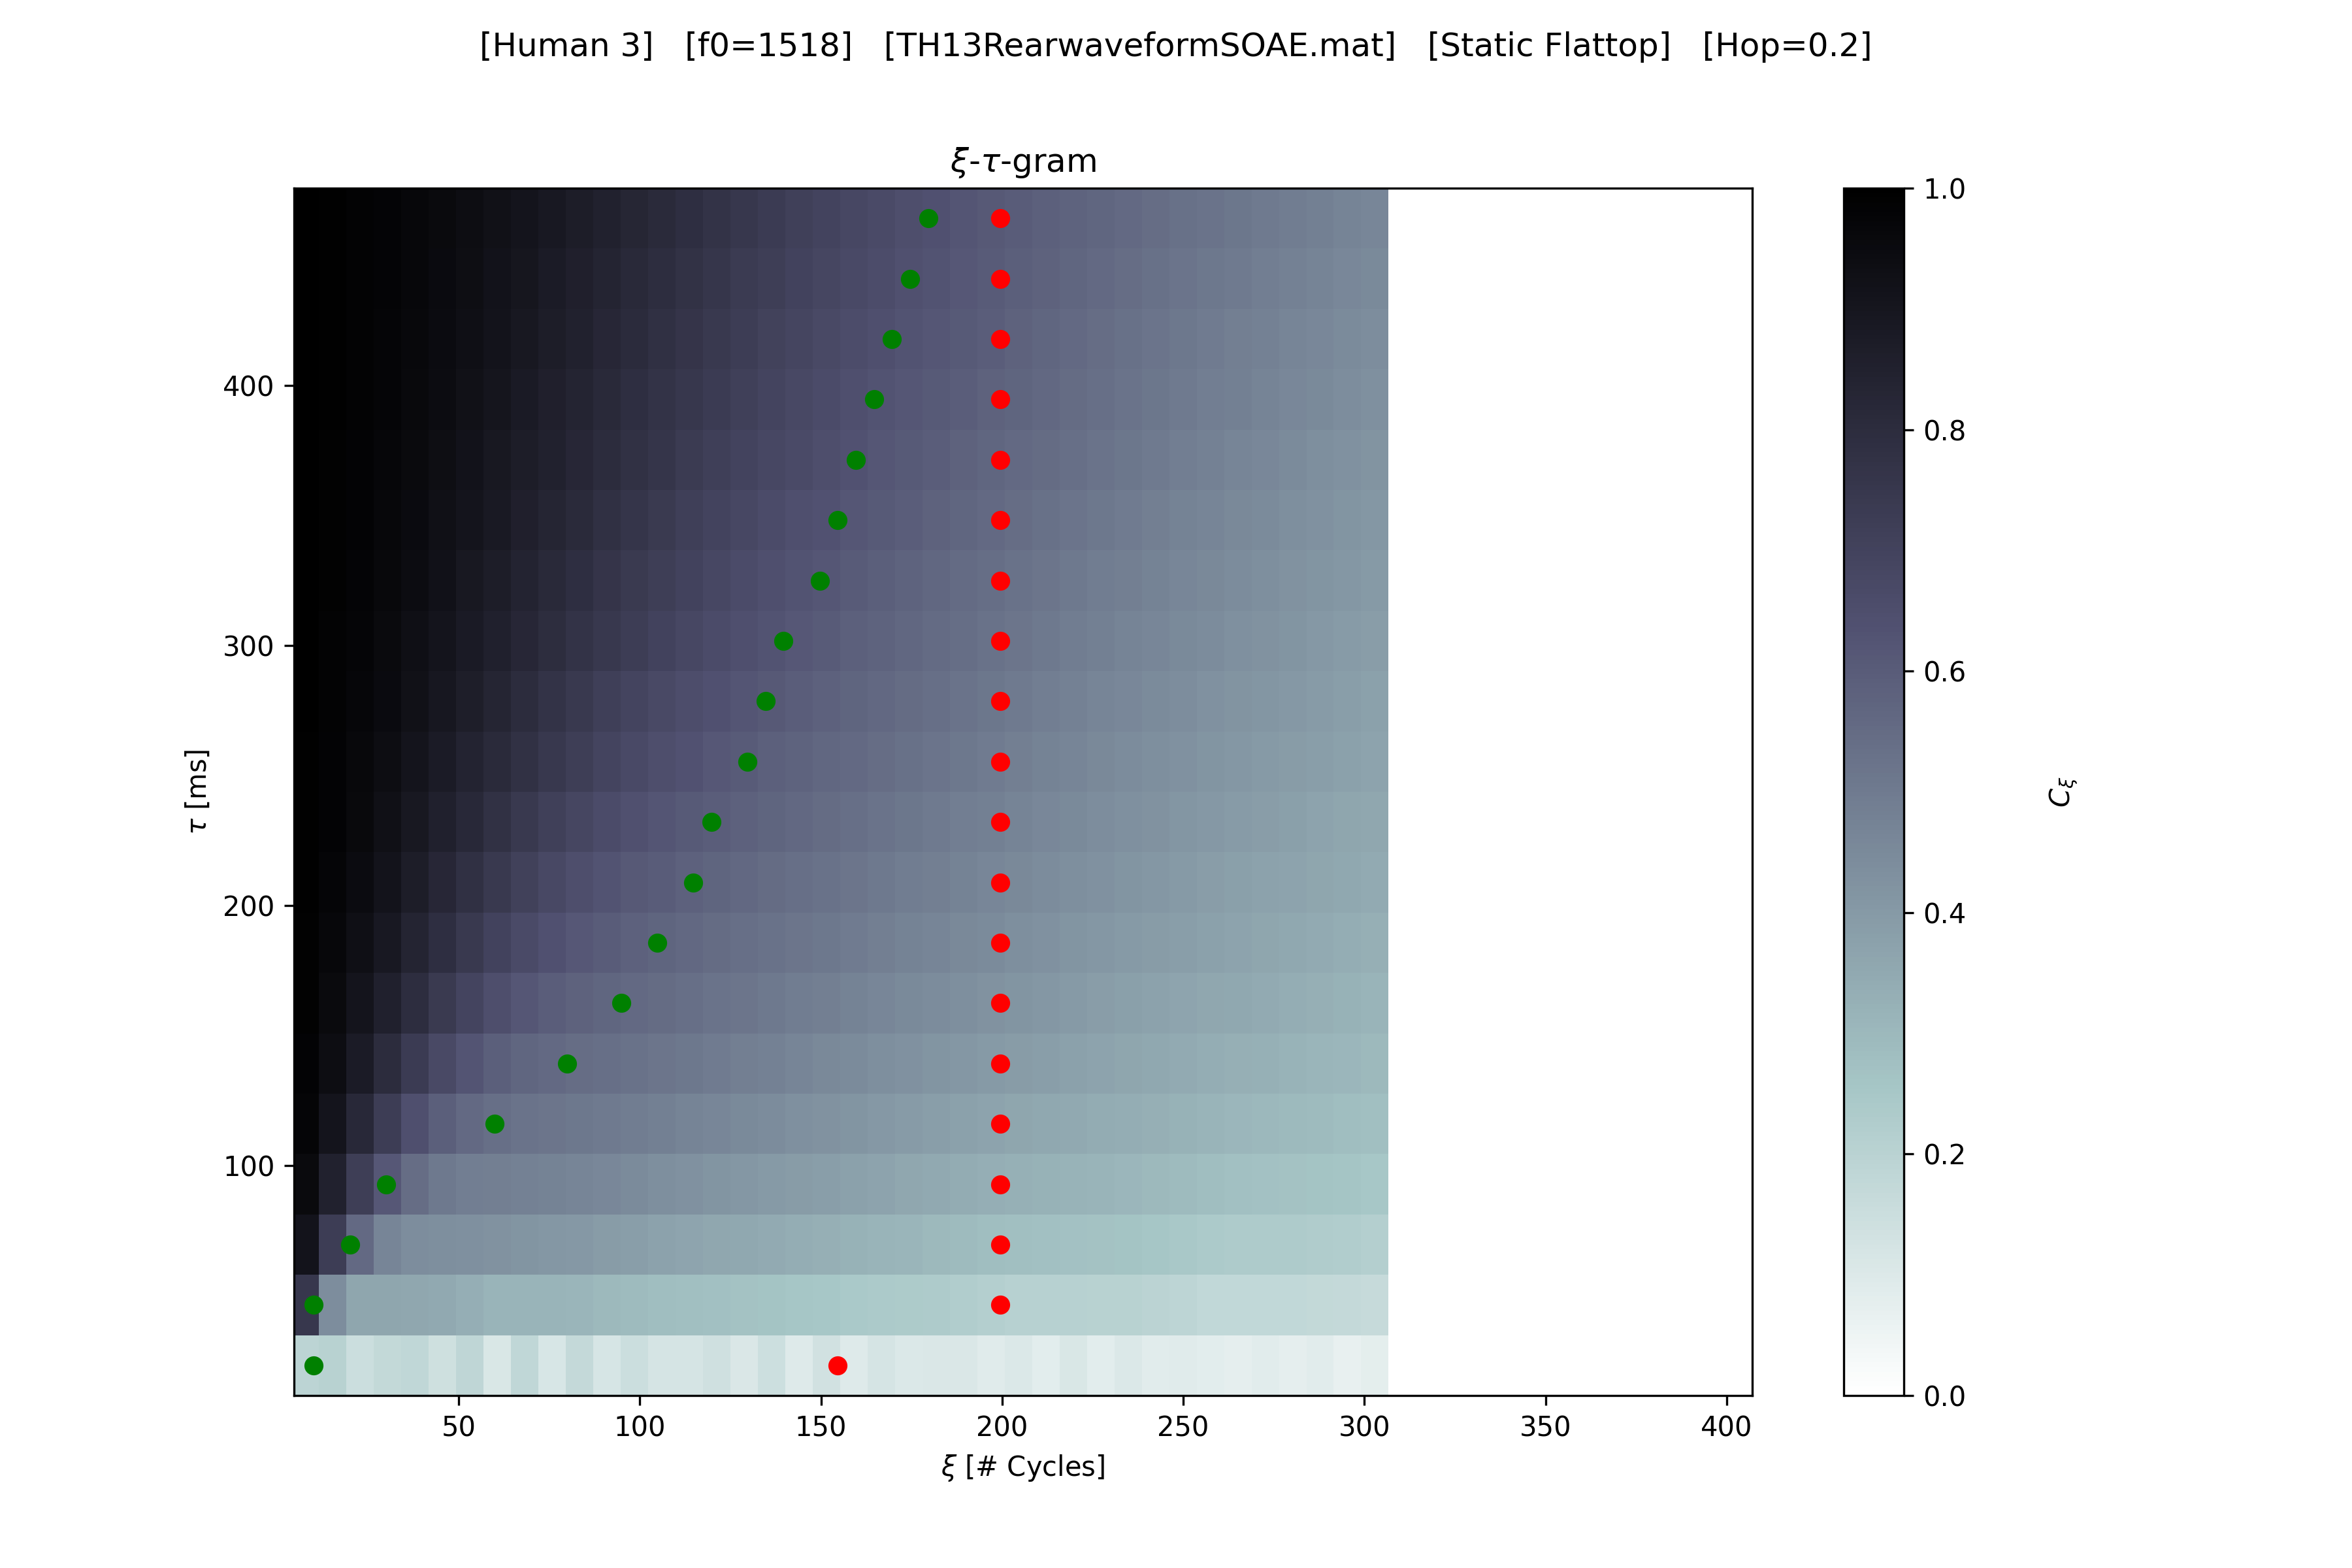 [Human 3]   [f0=1518]   [TH13RearwaveformSOAE.mat]   [Static Flattop]   [Hop=0.2]
ξ-τ-gram
400
300
200
100
τ [ms]
50 100 150 200 250 300 350 400
ξ [# Cycles]
1.0
0.8
0.6
0.4
0.2
0.0
C_ξ